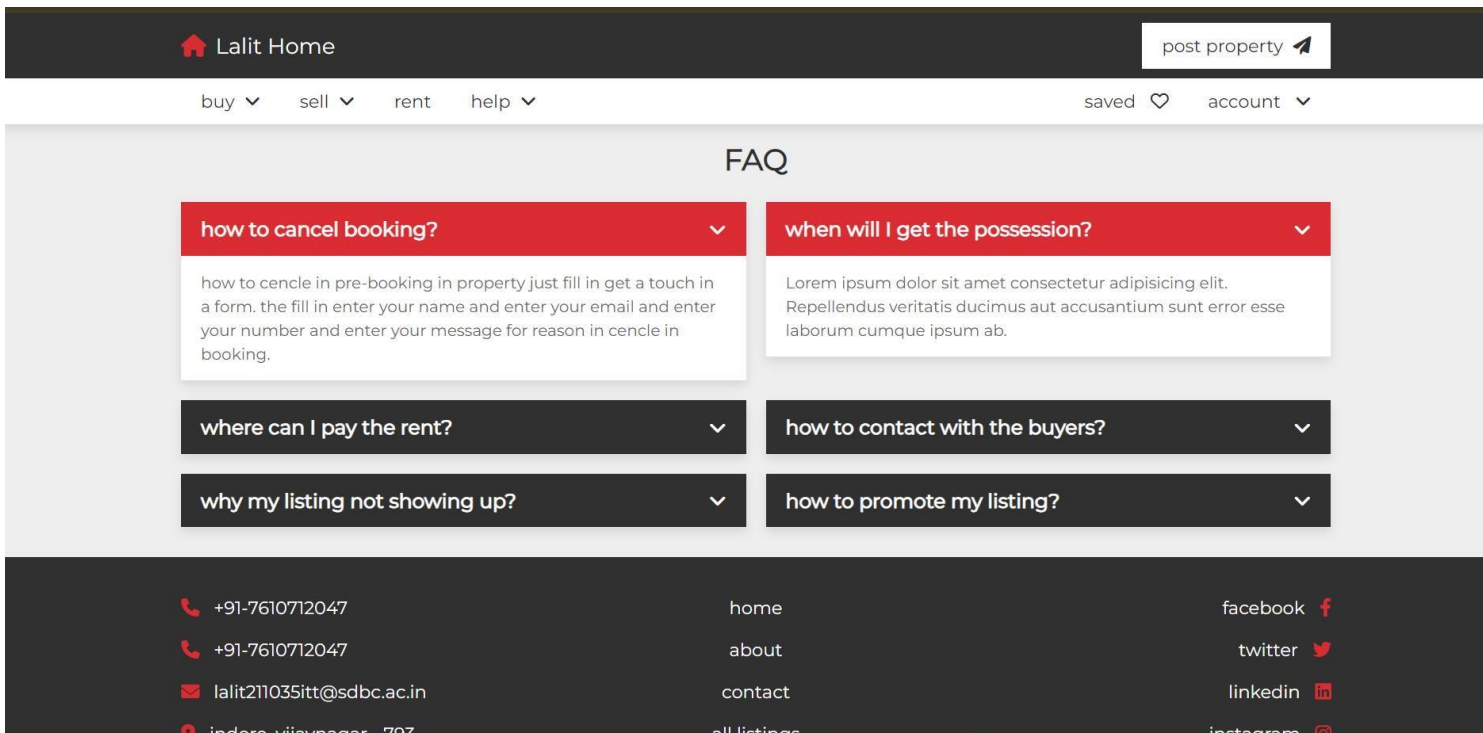 Lalit Home
post property
buy
sell
rent
help
saved
account
FAQ
how to cancel booking?
how to cencle in pre-booking in property just fill in get a touch in
a form. the fill in enter your name and enter your email and enter
your number and enter your message for reason in cencle in
booking.
when will I get the possession?
Lorem ipsum dolor sit amet consectetur adipisicing elit.
Repellendus veritatis ducimus aut accusantium sunt error esse
laborum cumque ipsum ab.
where can I pay the rent?
how to contact with the buyers?
why my listing not showing up?
how to promote my listing?
+91-7610712047
+91-7610712047
lalit211035itt@sdbc.ac.in
indore, vijaynagar - 793
home
about
contact
all listings
facebook
twitter
linkedin
instagram